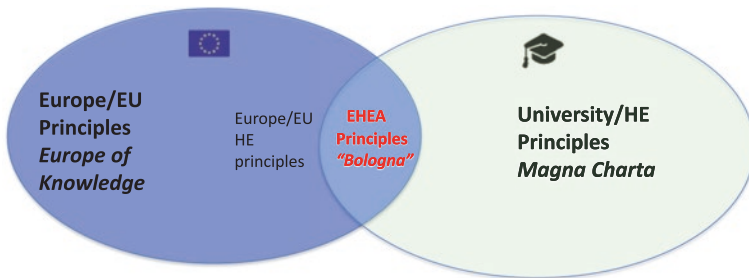 Europe/EU
Principles
Europe of
Knowledge
Europe/EU
HE
principles
EHEA
Principles
“Bologna”
University/HE
Principles
Magna Charta